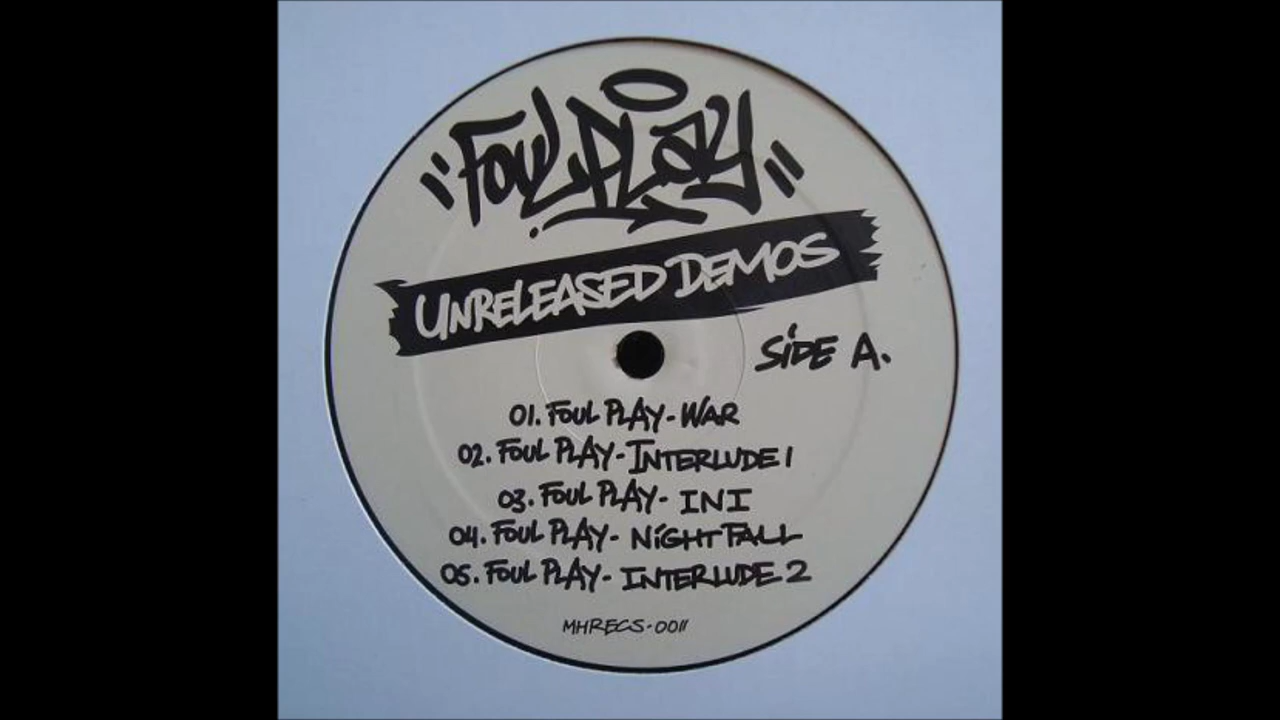 "FOUL PLAY"
UNRELEASED DEMOS
SiDE A.
01. FOUL PLAY - WAR
02. FOUL PLAY - INTERLUDE 1
03. FOUL PLAY - INI
04. FOUL PLAY - NiGHTFALL
05. FOUL PLAY - INTERLUDE 2
MHRECS-0011